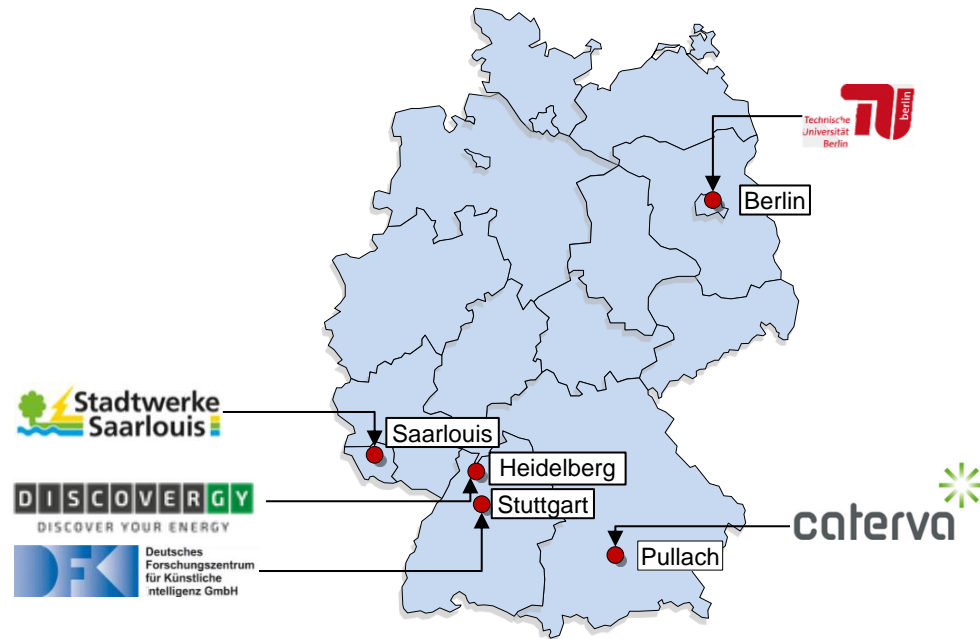 berlin
Technische
Universität
Berlin
Berlin
Stadtwerke
Saarlouis
Saarlouis
Heidelberg
DISCOVERGY
DISCOVER YOUR ENERGY
Stuttgart
caterva
DFK
Deutsches
Forschungszentrum
für Künstliche
ntelligenz GmbH
Pullach